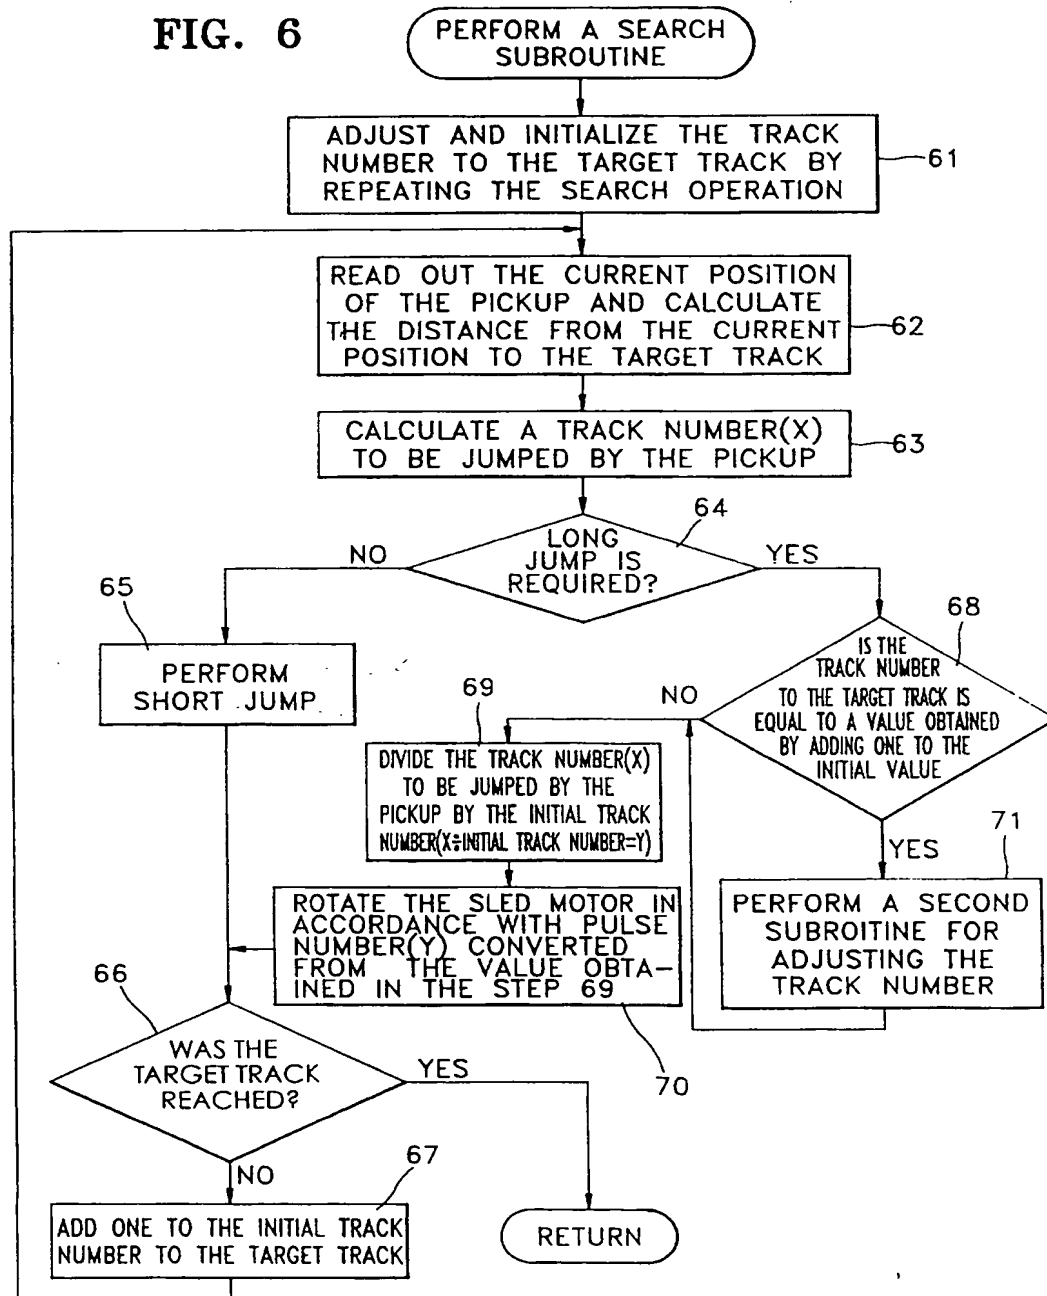 FIG. 6
PERFORM A SEARCH
SUBROUTINE
ADJUST AND INITIALIZE THE TRACK
NUMBER TO THE TARGET TRACK BY
REPEATING THE SEARCH OPERATION
61
READ OUT THE CURRENT POSITION
OF THE PICKUP AND CALCULATE
THE DISTANCE FROM THE CURRENT
POSITION TO THE TARGET TRACK
62
CALCULATE A TRACK NUMBER(X)
TO BE JUMPED BY THE PICKUP
63
64
LONG
JUMP IS
REQUIRED?
NO
YES
65
PERFORM
SHORT JUMP
68
IS THE
TRACK NUMBER
TO THE TARGET TRACK IS
EQUAL TO A VALUE OBTAINED
BY ADDING ONE TO THE
INITIAL VALUE
NO
YES
69
DIVIDE THE TRACK NUMBER(X)
TO BE JUMPED BY THE
PICKUP BY THE INITIAL TRACK
NUMBER(X÷INITIAL TRACK NUMBER=Y)
71
PERFORM A SECOND
SUBROITINE FOR
ADJUSTING THE
TRACK NUMBER
ROTATE THE SLED MOTOR IN
ACCORDANCE WITH PULSE
NUMBER(Y) CONVERTED
FROM THE VALUE OBTA-
INED IN THE STEP 69
70
66
WAS THE
TARGET TRACK
REACHED?
YES
NO
67
ADD ONE TO THE INITIAL TRACK
NUMBER TO THE TARGET TRACK
RETURN